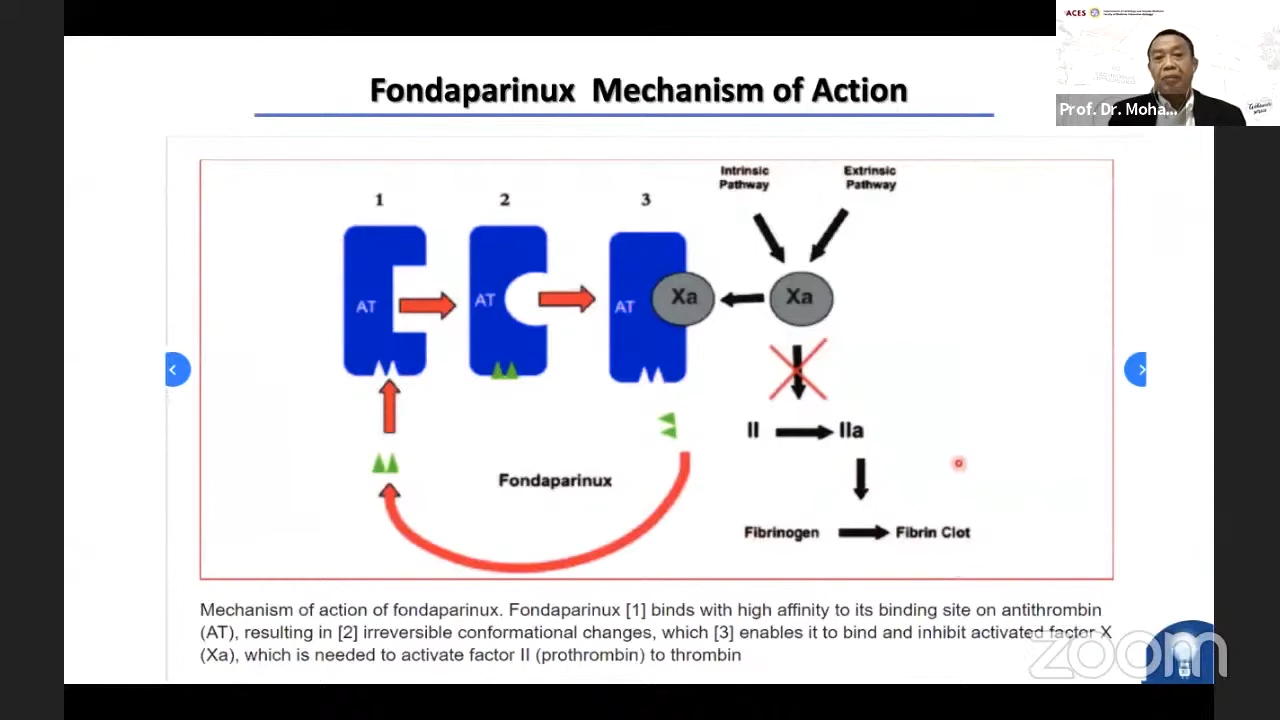 ACES
Prof. Dr. Moha...
Fondaparinux Mechanism of Action
Intrinsic
Pathway
Extrinsic
Pathway
1
2
3
AT
AT
AT
Xa
Xa
II
IIa
Fondaparinux
Fibrinogen
Fibrin Clot
Mechanism of action of fondaparinux. Fondaparinux [1] binds with high affinity to its binding site on antithrombin
(AT), resulting in [2] irreversible conformational changes, which [3] enables it to bind and inhibit activated factor X
(Xa), which is needed to activate factor II (prothrombin) to thrombin
zoom